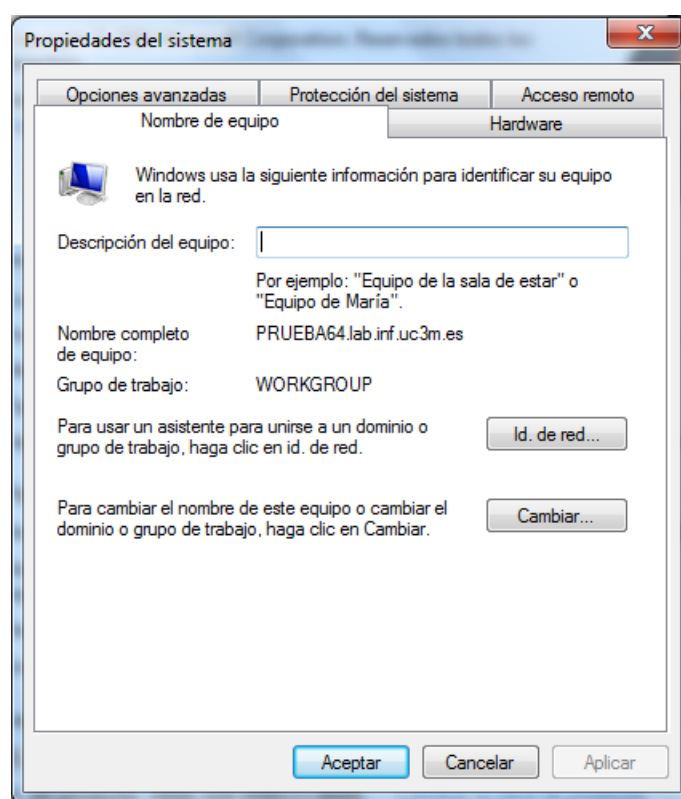 Propiedades del sistema
Opciones avanzadas
Protección del sistema
Acceso remoto
Nombre de equipo
Hardware
Windows usa la siguiente información para identificar su equipo
en la red.
Descripción del equipo:
Por ejemplo: "Equipo de la sala de estar" o
"Equipo de María".
Nombre completo
de equipo:
PRUEBA64.lab.inf.uc3m.es
Grupo de trabajo:
WORKGROUP
Para usar un asistente para unirse a un dominio o
grupo de trabajo, haga clic en id. de red.
Id. de red...
Para cambiar el nombre de este equipo o cambiar el
dominio o grupo de trabajo, haga clic en Cambiar.
Cambiar...
Aceptar
Cancelar
Aplicar